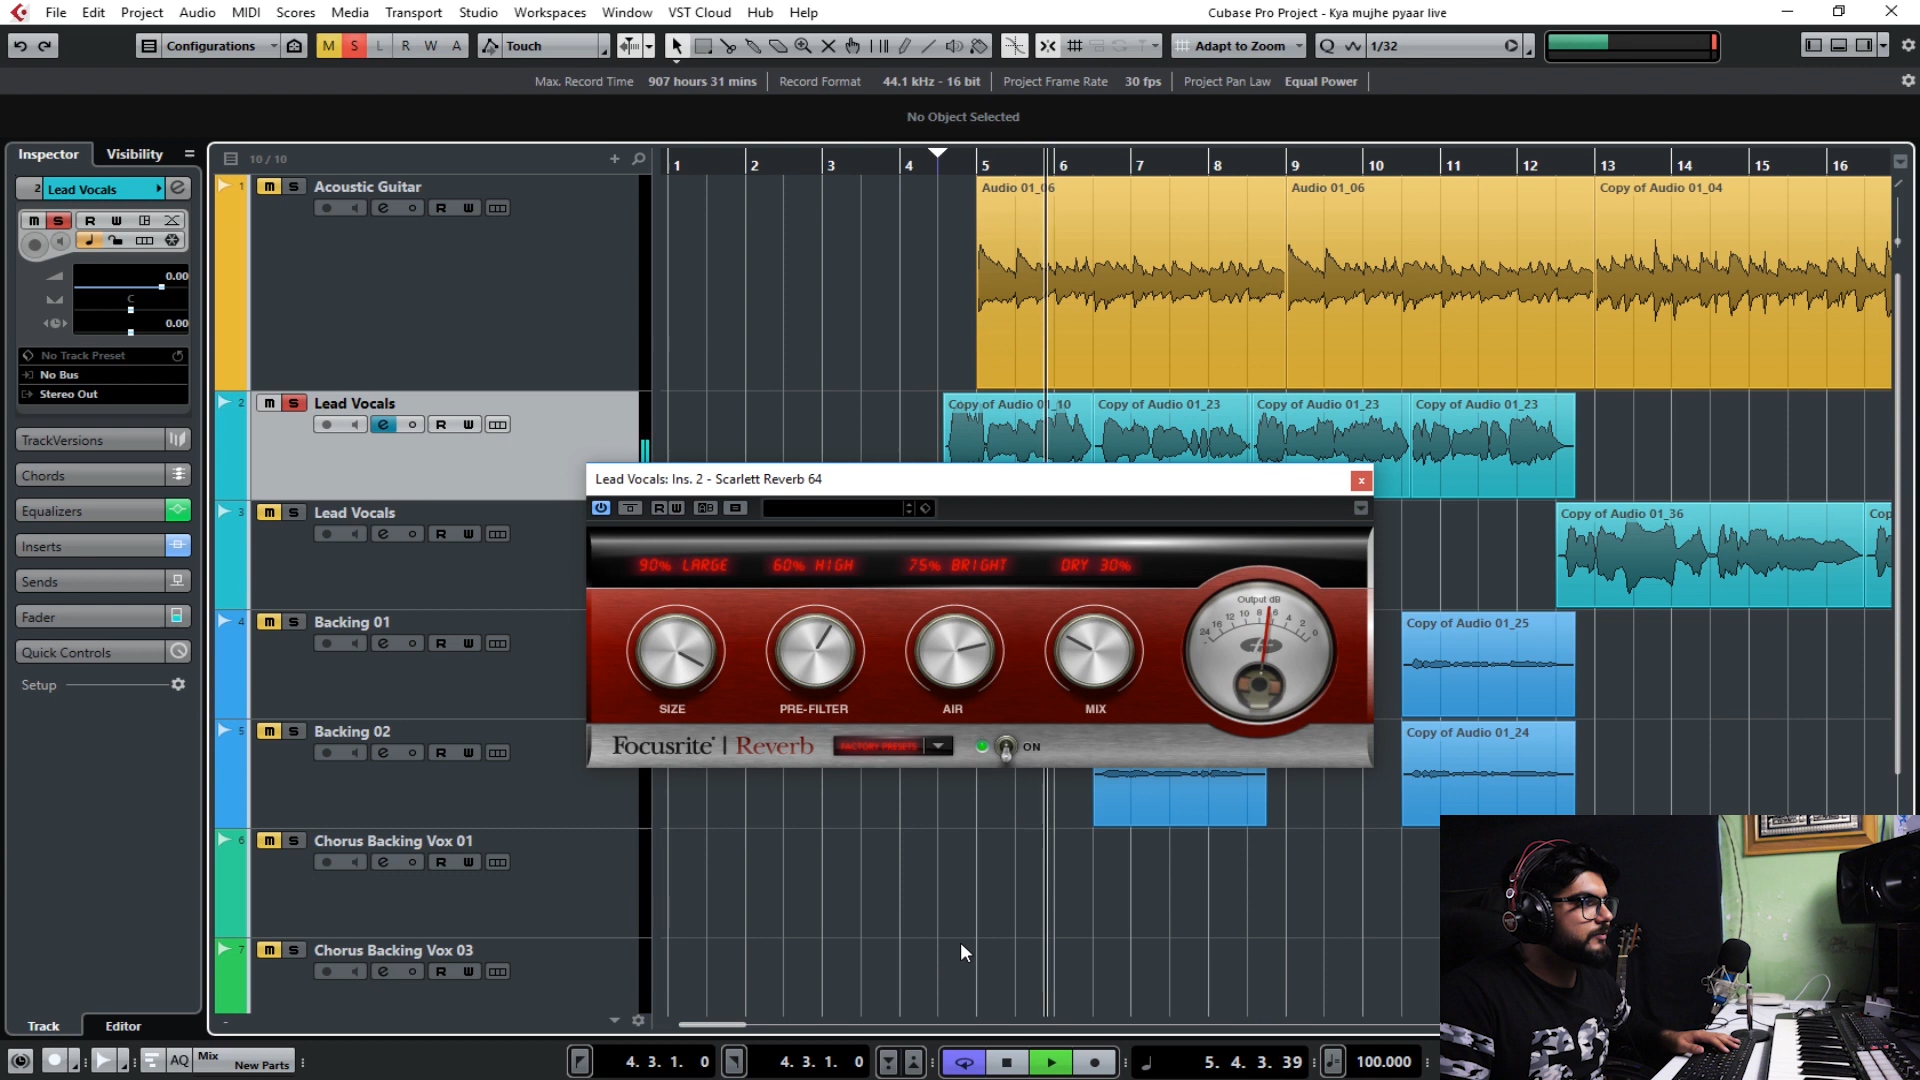 File Edit Project Audio MIDI Scores Media Transport Studio Workspaces Window VST Cloud Hub Help
Cubase Pro Project - Kya mujhe pyaar live
Configurations M S L R W A Touch Adapt to Zoom Q 1/32
Max. Record Time 907 hours 31 mins Record Format 44.1 kHz - 16 bit Project Frame Rate 30 fps Project Pan Law Equal Power
No Object Selected
Inspector Visibility
10 / 10
1 2 3 4 5 6 7 8 9 10 11 12 13 14 15 16
2 Lead Vocals e
m S R W
0.00
C
0.00
No Track Preset
No Bus
Stereo Out
TrackVersions
Chords
Equalizers
Inserts
Sends
Fader
Quick Controls
Setup
1 m S Acoustic Guitar
e R W
Audio 01_06 Audio 01_06 Copy of Audio 01_04
2 m S Lead Vocals
e R W
Copy of Audio 01_10 Copy of Audio 01_23 Copy of Audio 01_23 Copy of Audio 01_23
3 m S Lead Vocals
e R W
Copy of Audio 01_36 Cop
4 m S Backing 01
e R W
Copy of Audio 01_25
5 m S Backing 02
e R W
Copy of Audio 01_24
6 m S Chorus Backing Vox 01
e R W
7 m S Chorus Backing Vox 03
e R W
Lead Vocals: Ins. 2 - Scarlett Reverb 64
x
R W
90% LARGE 60% HIGH 75% BRIGHT DRY 30%
Output dB
24 16 12 10 8 6 4 2 0
SIZE PRE-FILTER AIR MIX
Focusrite | Reverb FACTORY PRESETS ON
Track Editor
AQ Mix
New Parts
4. 3. 1. 0 4. 3. 1. 0 5. 4. 3. 39 100.000